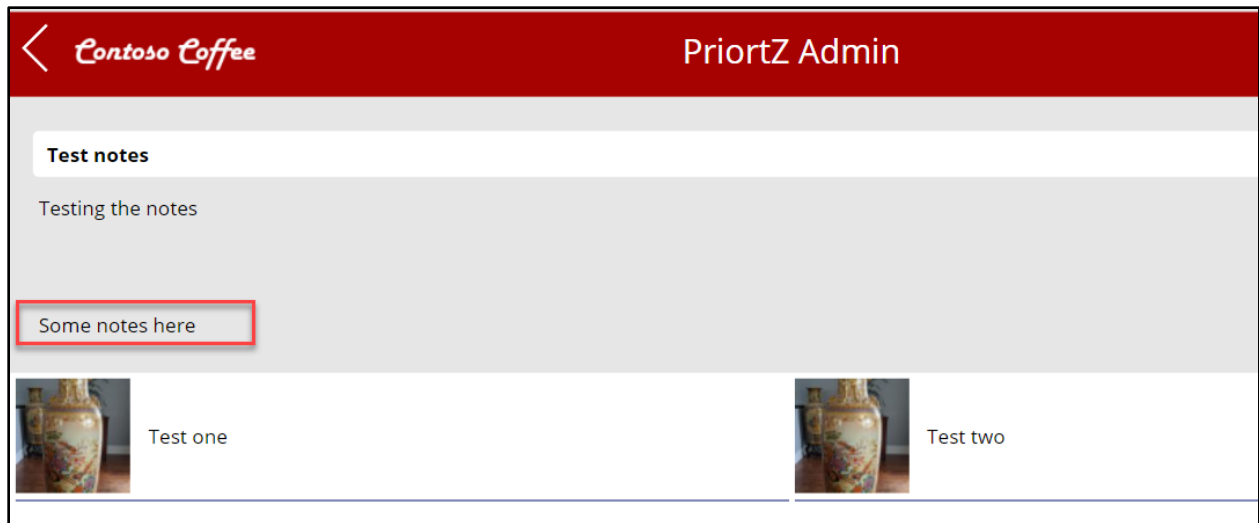 Contoso Coffee
PriortZ Admin
Test notes
Testing the notes
Some notes here
Test one
Test two